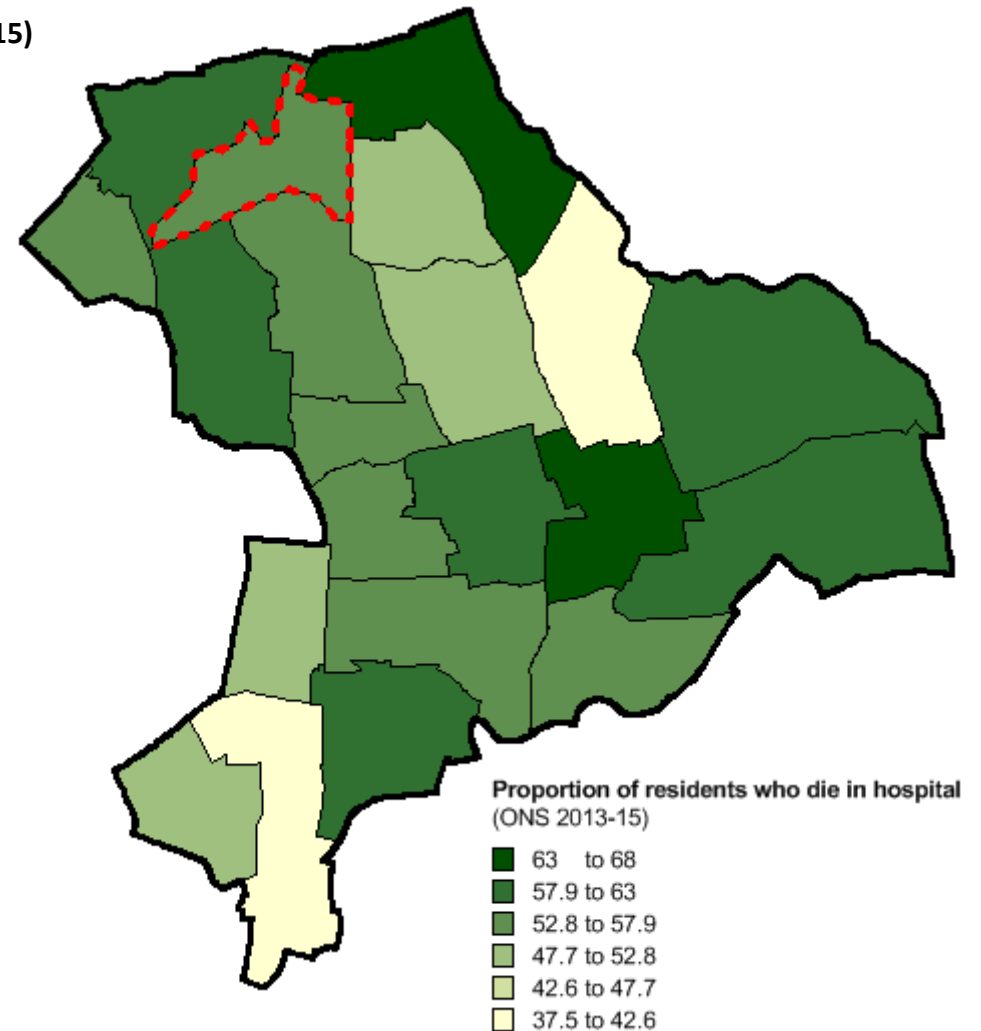 15)
Proportion of residents who die in hospital
(ONS 2013-15)
63 to 68
57.9 to 63
52.8 to 57.9
47.7 to 52.8
42.6 to 47.7
37.5 to 42.6